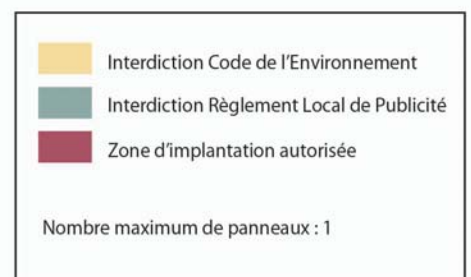 Interdiction Code de l'Environnement
Interdiction Règlement Local de Publicité
Zone d'implantation autorisée
Nombre maximum de panneaux : 1